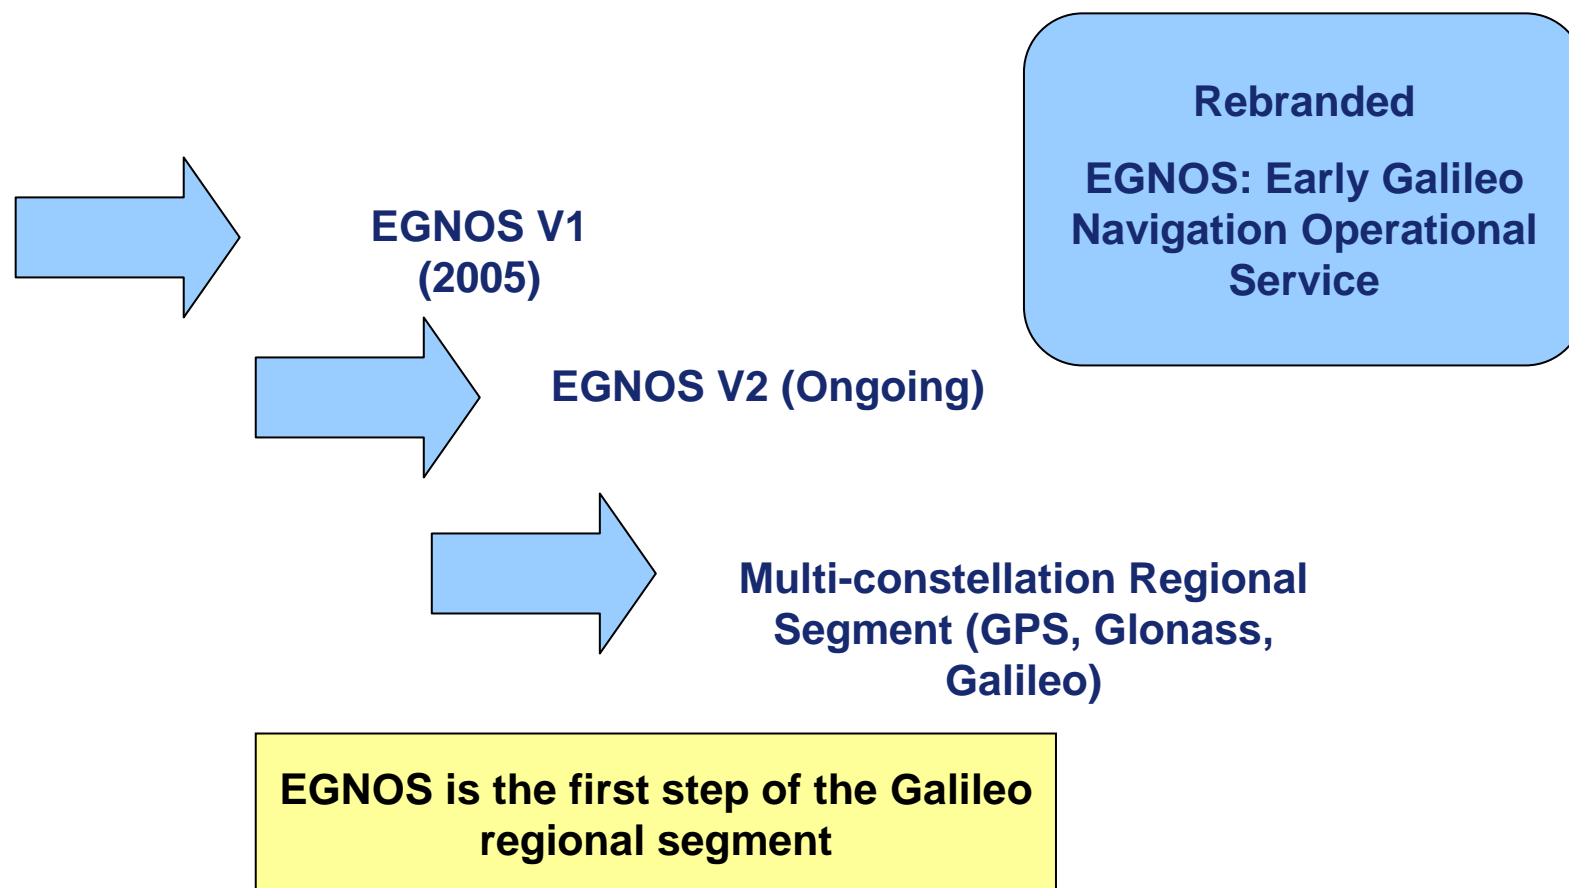 Rebranded
EGNOS: Early Galileo
Navigation Operational
Service
EGNOS V1
(2005)
EGNOS V2 (Ongoing)
Multi-constellation Regional
Segment (GPS, Glonass,
Galileo)
EGNOS is the first step of the Galileo
regional segment